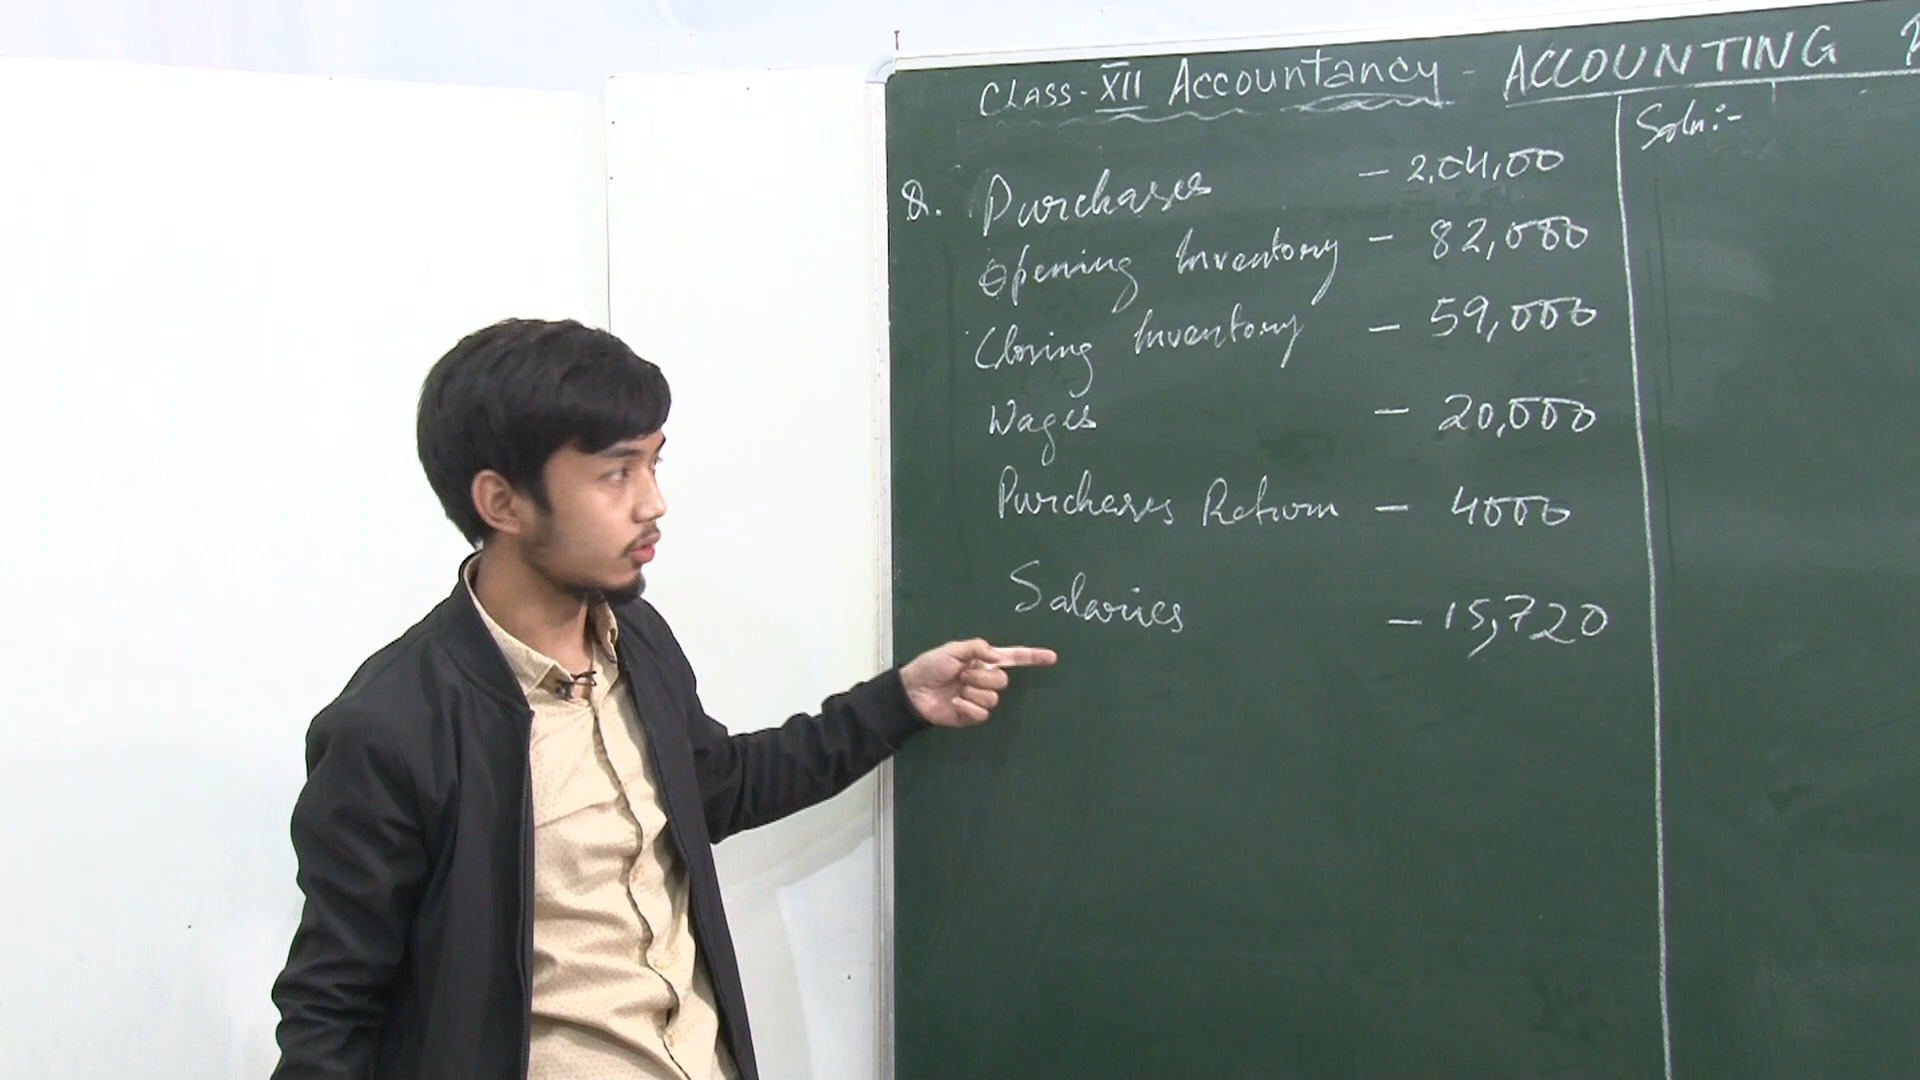 CLASS-XII Accountancy - ACCOUNTING
Soln:-
Q. Purchases - 2,04,00
Opening Inventory - 82,000
Closing Inventory - 59,000
Wages - 20,000
Purchases Return - 4000
Salaries - 15,720